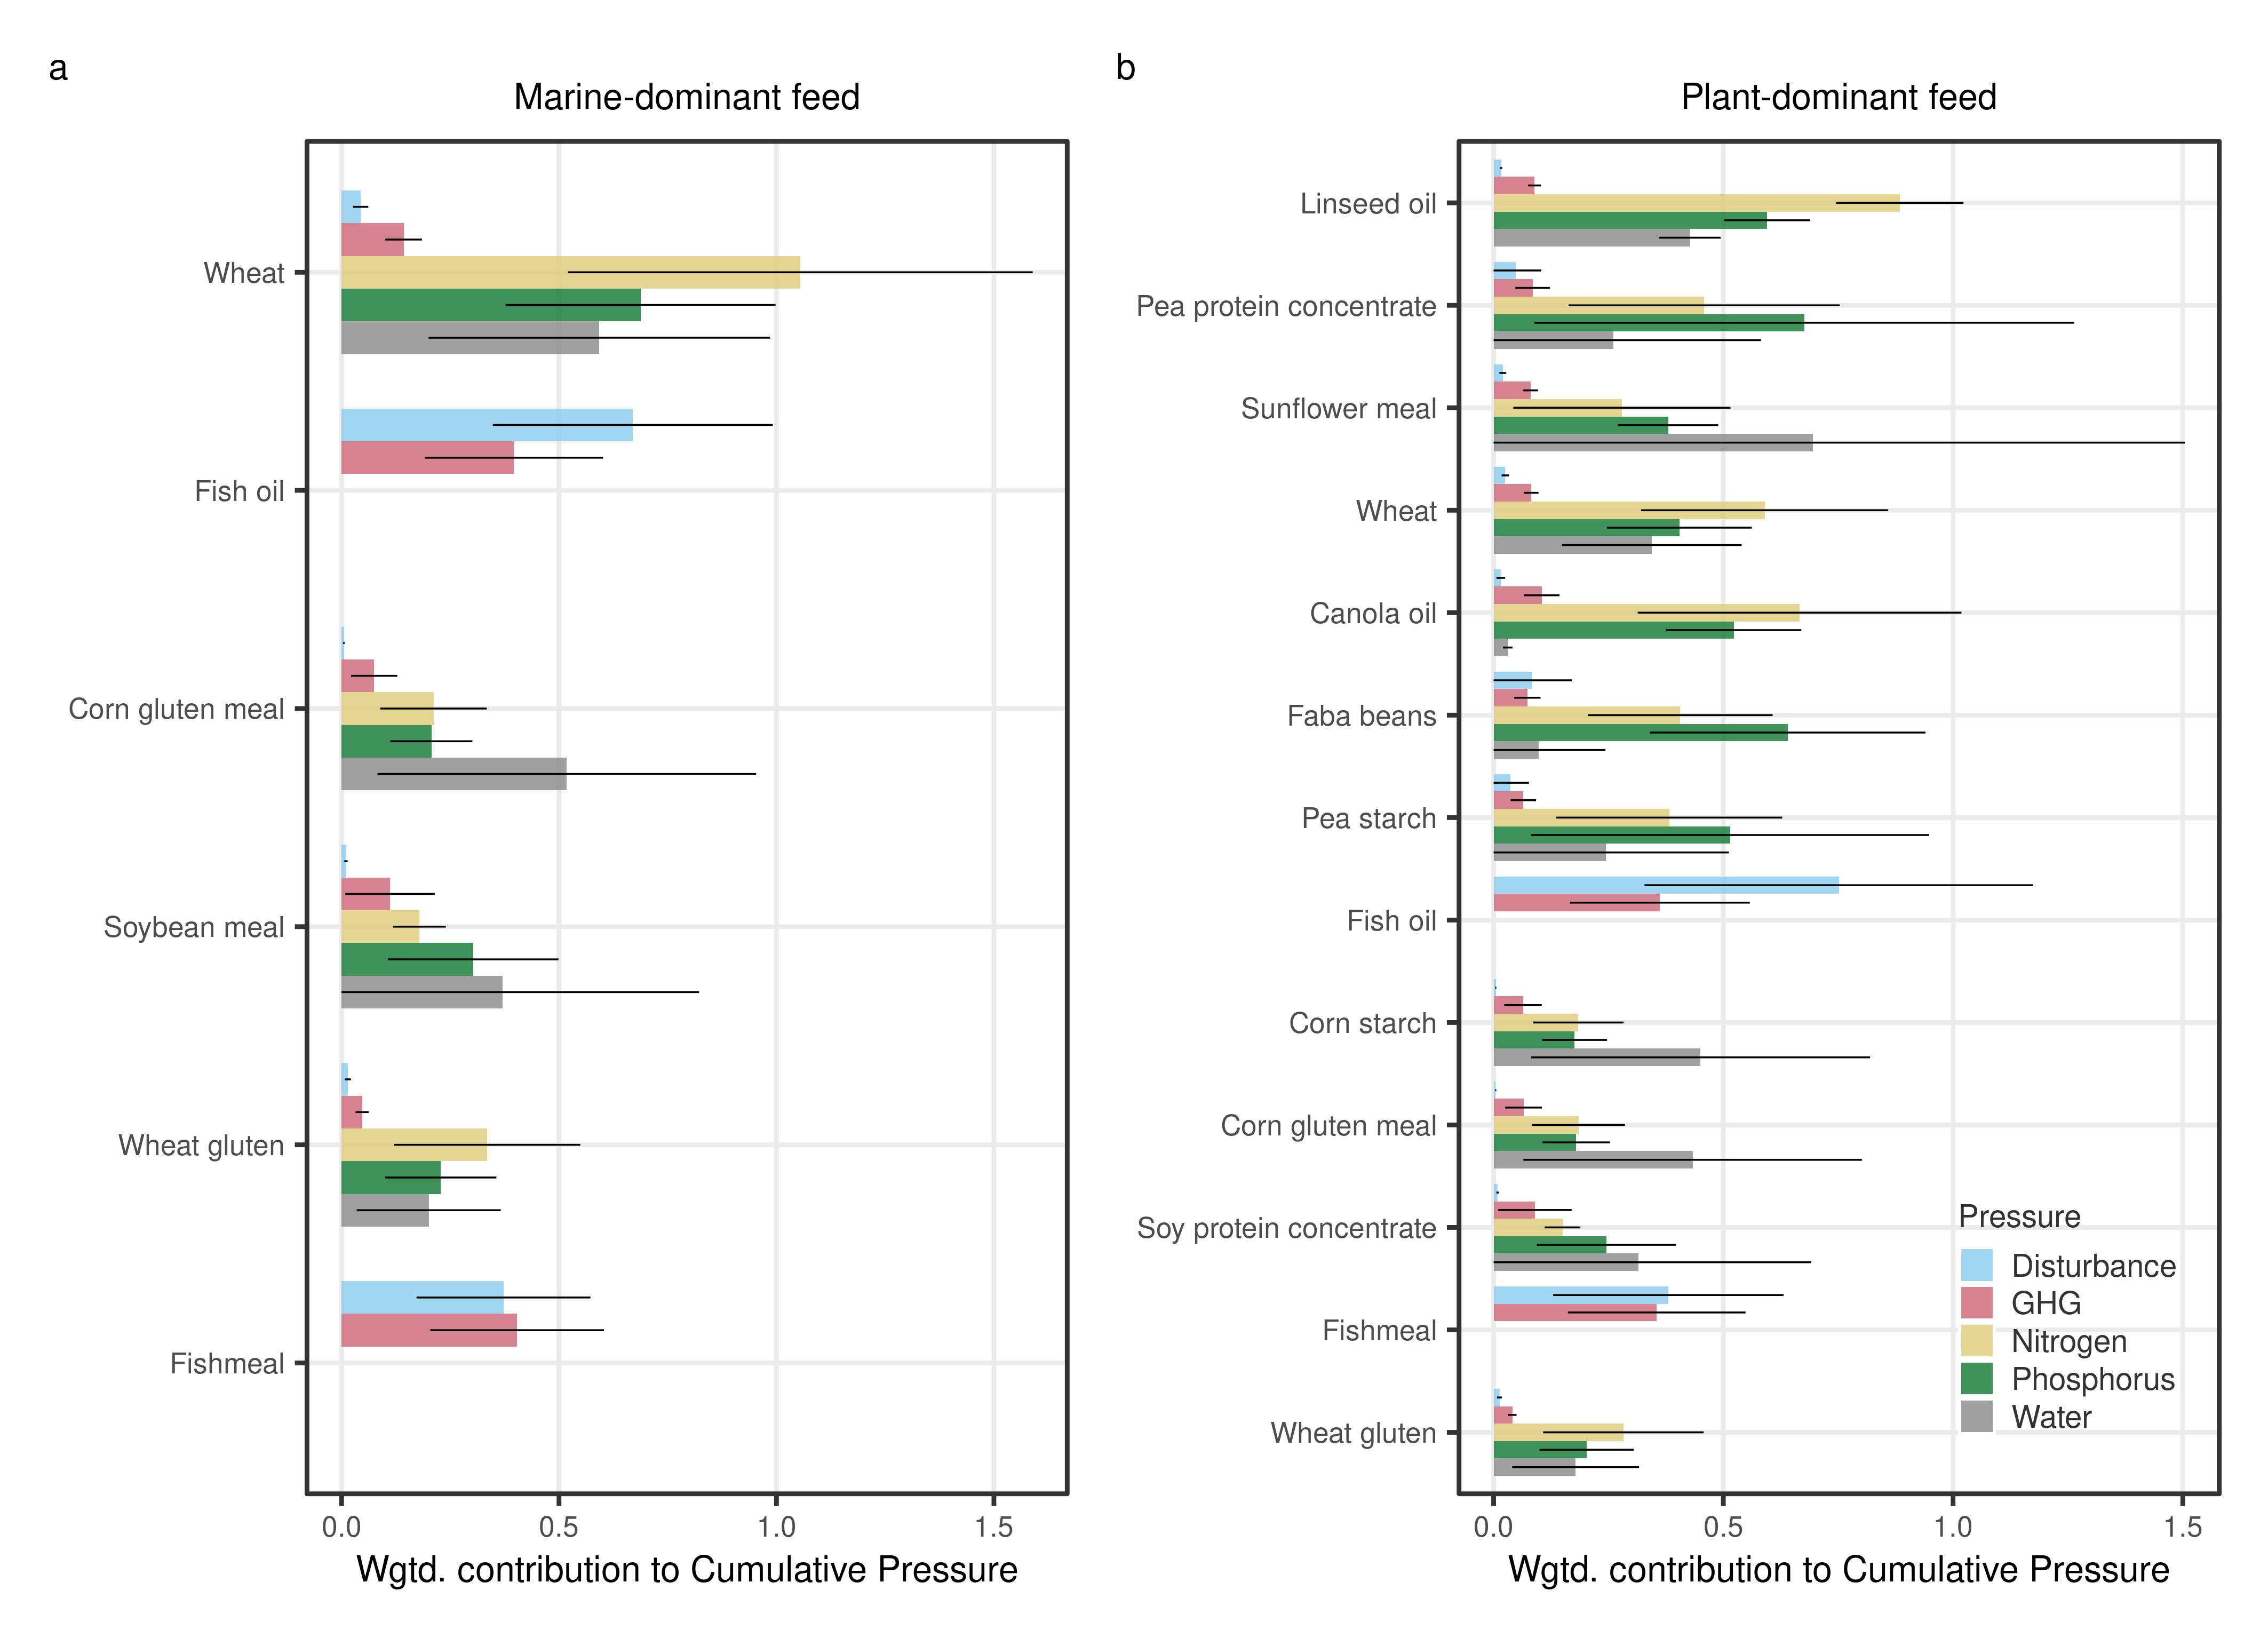 a
Marine-dominant feed
Wheat
Fish oil
Corn gluten meal
Soybean meal
Wheat gluten
Fishmeal
0.0 0.5 1.0 1.5
Wgtd. contribution to Cumulative Pressure
b
Plant-dominant feed
Linseed oil
Pea protein concentrate
Sunflower meal
Wheat
Canola oil
Faba beans
Pea starch
Fish oil
Corn starch
Corn gluten meal
Soy protein concentrate
Fishmeal
Wheat gluten
Pressure
Disturbance
GHG
Nitrogen
Phosphorus
Water
0.0 0.5 1.0 1.5
Wgtd. contribution to Cumulative Pressure